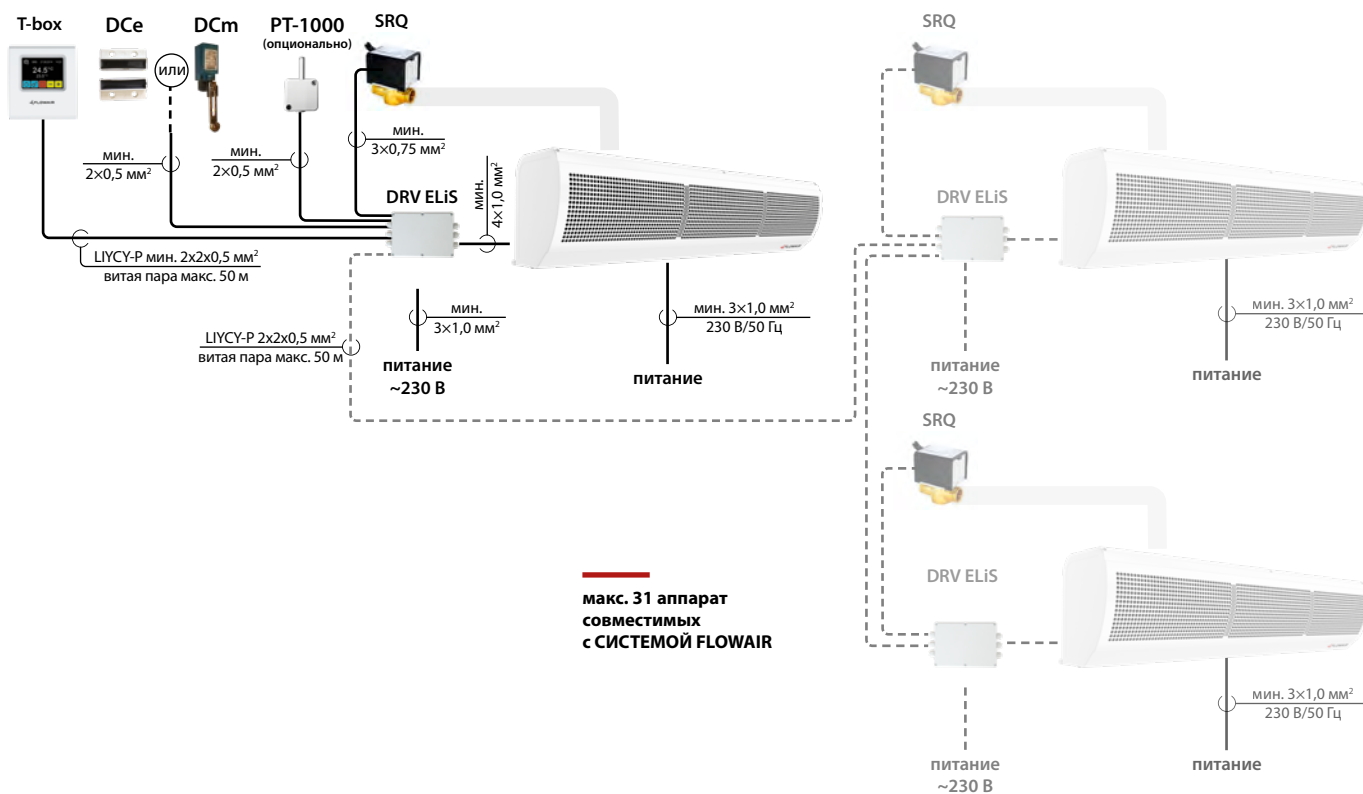 T-box
DCe
DCm
PT-1000
(опционально)
SRQ
или
24.5
FLOWAIR
мин.
2×0,5 мм²
мин.
2×0,5 мм²
мин.
3×0,75 мм²
мин.
4×1,0 мм²
DRV ELiS
LIYCY-P мин. 2x2x0,5 мм²
витая пара макс. 50 м
LIYCY-P 2x2x0,5 мм²
витая пара макс. 50 м
мин.
3×1,0 мм²
питание
~230 В
мин. 3×1,0 мм²
230 В/50 Гц
питание
SRQ
DRV ELiS
питание
~230 В
мин. 3×1,0 мм²
230 В/50 Гц
питание
SRQ
DRV ELiS
питание
~230 В
мин. 3×1,0 мм²
230 В/50 Гц
питание
макс. 31 аппарат
совместимых
с СИСТЕМОЙ FLOWAIR